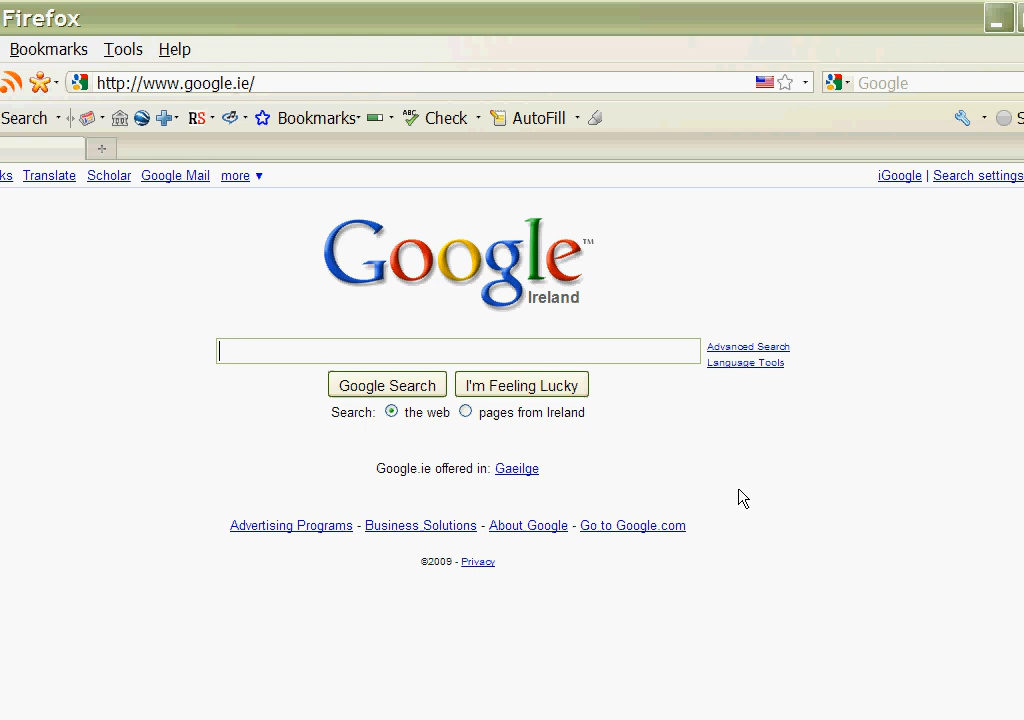 Firefox
Bookmarks Tools Help
http://www.google.ie/ Google
Search RS Bookmarks ABC Check AutoFill S
ks Translate Scholar Google Mail more ▼ iGoogle | Search settings
Google™
Ireland
Advanced Search
Language Tools
Google Search I'm Feeling Lucky
Search: the web pages from Ireland
Google.ie offered in: Gaeilge
Advertising Programs - Business Solutions - About Google - Go to Google.com
©2009 - Privacy